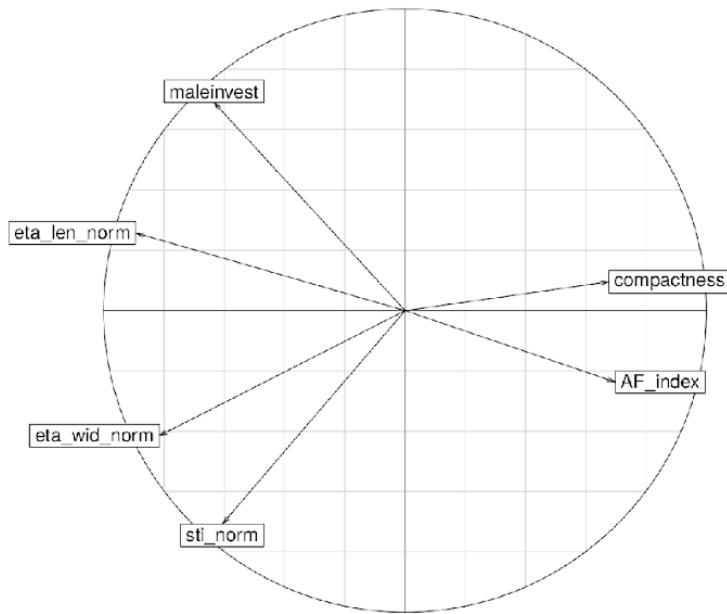 maleinvest
eta_len_norm
compactness
AF_index
eta_wid_norm
sti_norm